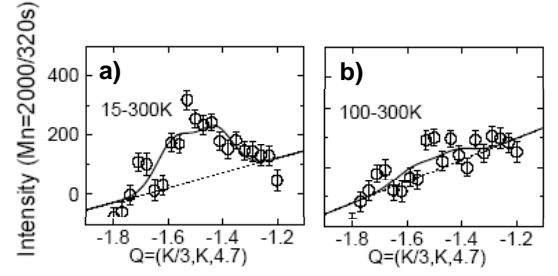 Intensity (Mn=2000/320s)
400
200
0
a)
15-300K
-1.8 -1.6 -1.4 -1.2
Q=(K/3,K,4.7)
b)
100-300K
-1.8 -1.6 -1.4 -1.2
Q=(K/3,K,4.7)